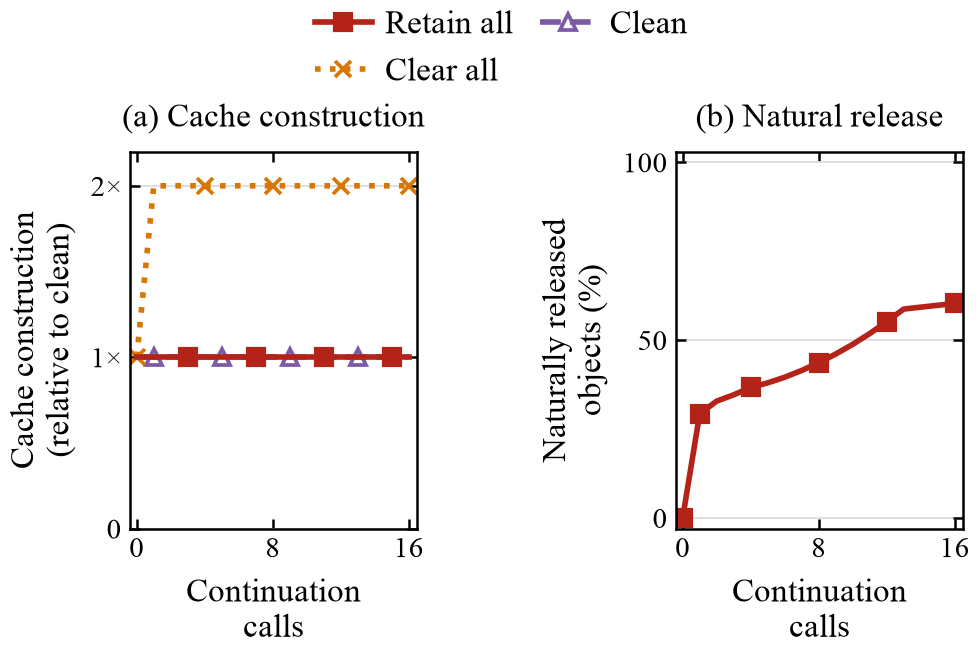 Retain all
Clean
Clear all
(a) Cache construction
(b) Natural release
Cache construction
(relative to clean)
2×
1×
0
0
8
16
Continuation
calls
Naturally released
objects (%)
100
50
0
0
8
16
Continuation
calls